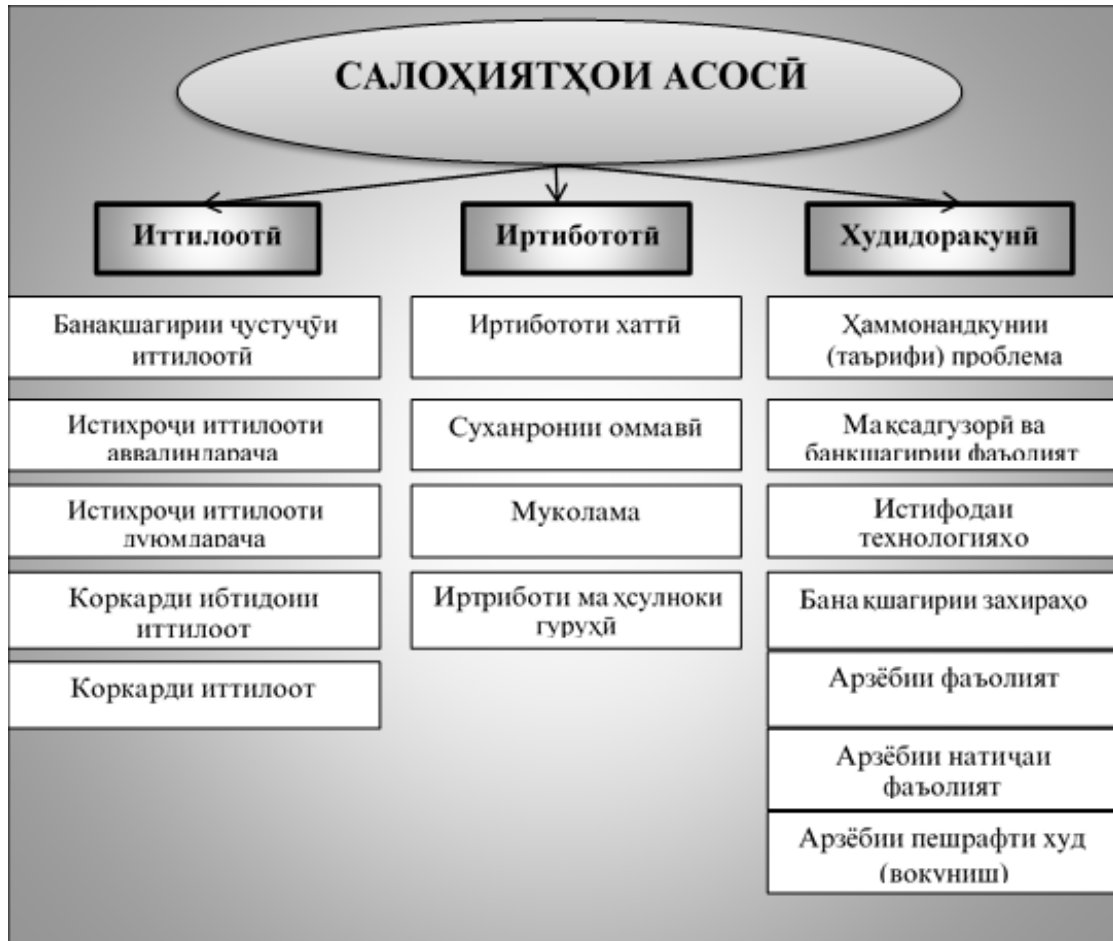 САЛОҲИЯТҲОИ АСОСӢ
Иттилоотӣ
Банақшагирии ҷустуҷӯи
иттилоотӣ
Истихроҷи иттилооти
аввалиндараҷа
Истихроҷи иттилооти
дуюмдараҷа
Коркарди ибтидоии
иттилоот
Коркарди иттилоот
Иртибототӣ
Иртибототи хаттӣ
Суханронии оммавӣ
Муколама
Иртриботи маҳсулноки
гуруҳӣ
Худидоракунӣ
Ҳаммонандкунии
(таърифи) проблема
Мақсадгузорӣ ва
банқшагирии фаъолият
Истифодаи
технологияҳо
Банақшагирии захираҳо
Арзёбии фаъолият
Арзёбии натиҷаи
фаъолият
Арзёбии пешрафти худ
(вокуниш)